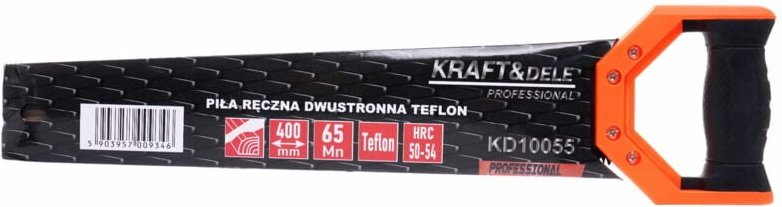 KRAFT&DELE
PROFESSIONAL
PIŁA RĘCZNA DWUSTRONNA TEFLON
400 mm
65 Mn
Teflon
HRC 50-54
KD10055
PROFESSIONAL
5 903957 009346